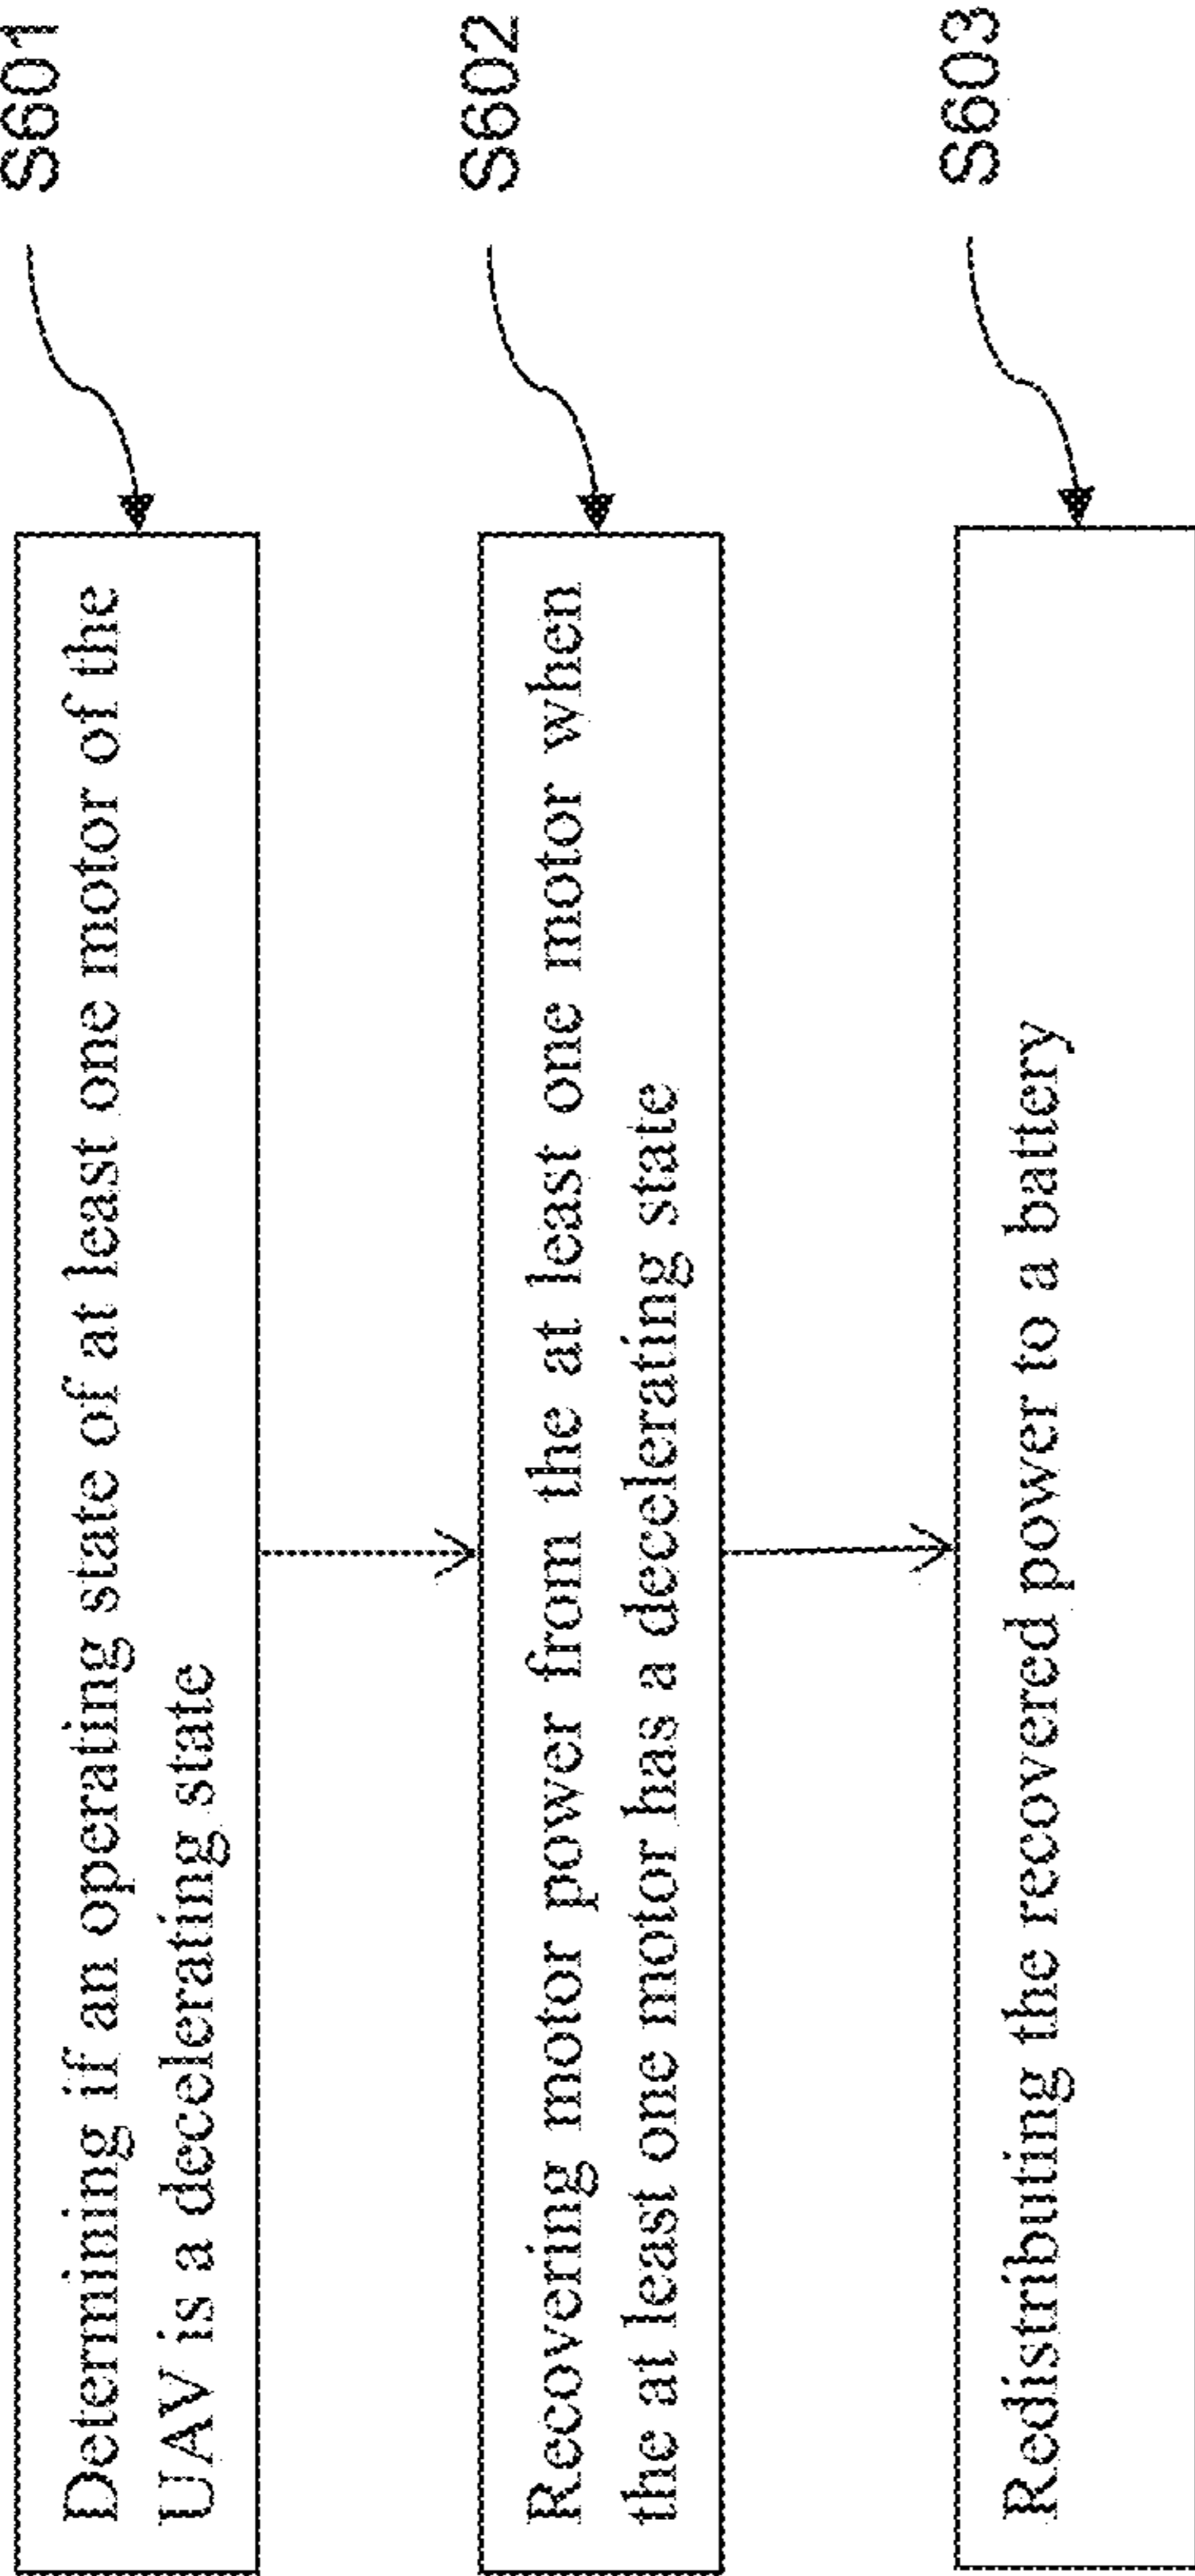 Determining if an operating state of at least one motor of the
UAV is a decelerating state
S601
Recovering motor power from the at least one motor when
the at least one motor has a decelerating state
S602
Redistributing the recovered power to a battery
S603